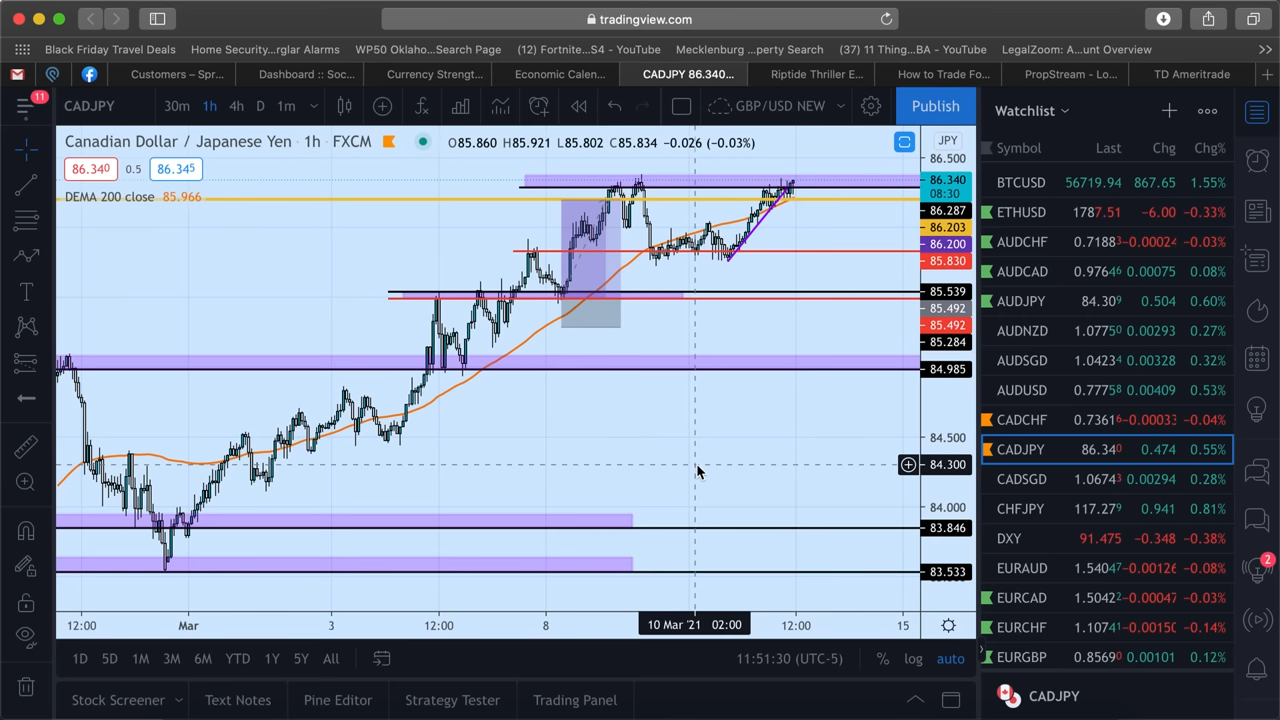 tradingview.com
Black Friday Travel Deals Home Security...rglar Alarms WP50 Oklaho...Search Page (12) Fortnite...S4 - YouTube Mecklenburg ...perty Search (37) 11 Thing...BA - YouTube LegalZoom: A...unt Overview
Customers – Spr... Dashboard :: Soc... Currency Strengt... Economic Calen... CADJPY 86.340... Riptide Thriller E... How to Trade Fo... PropStream - Lo... TD Ameritrade
11 CADJPY 30m 1h 4h D 1m GBP/USD NEW Publish Watchlist
Canadian Dollar / Japanese Yen · 1h · FXCM O85.860 H85.921 L85.802 C85.834 −0.026 (−0.03%) JPY
86.340 0.5 86.345
DEMA 200 close 85.966
86.500
86.340
08:30
86.287
86.203
86.200
85.830
85.539
85.492
85.492
85.284
84.985
84.500
84.300
84.000
83.846
83.533
12:00 Mar 3 12:00 8 10 Mar '21 02:00 12:00 15
1D 5D 1M 3M 6M YTD 1Y 5Y All 11:51:30 (UTC-5) % log auto
Stock Screener Text Notes Pine Editor Strategy Tester Trading Panel
Symbol Last Chg Chg%
BTCUSD 56719.94 867.65 1.55%
ETHUSD 1787.51 −6.00 −0.33%
AUDCHF 0.71883 −0.00024 −0.03%
AUDCAD 0.97646 0.00075 0.08%
AUDJPY 84.309 0.504 0.60%
AUDNZD 1.07750 0.00293 0.27%
AUDSGD 1.04234 0.00328 0.32%
AUDUSD 0.77758 0.00409 0.53%
CADCHF 0.73616 −0.00033 −0.04%
CADJPY 86.340 0.474 0.55%
CADSGD 1.06743 0.00294 0.28%
CHFJPY 117.279 0.941 0.81%
DXY 91.475 −0.348 −0.38%
EURAUD 1.54047 −0.00126 −0.08%
EURCAD 1.50422 −0.00047 −0.03%
EURCHF 1.10741 −0.00150 −0.14%
EURGBP 0.85690 0.00101 0.12%
CADJPY
2